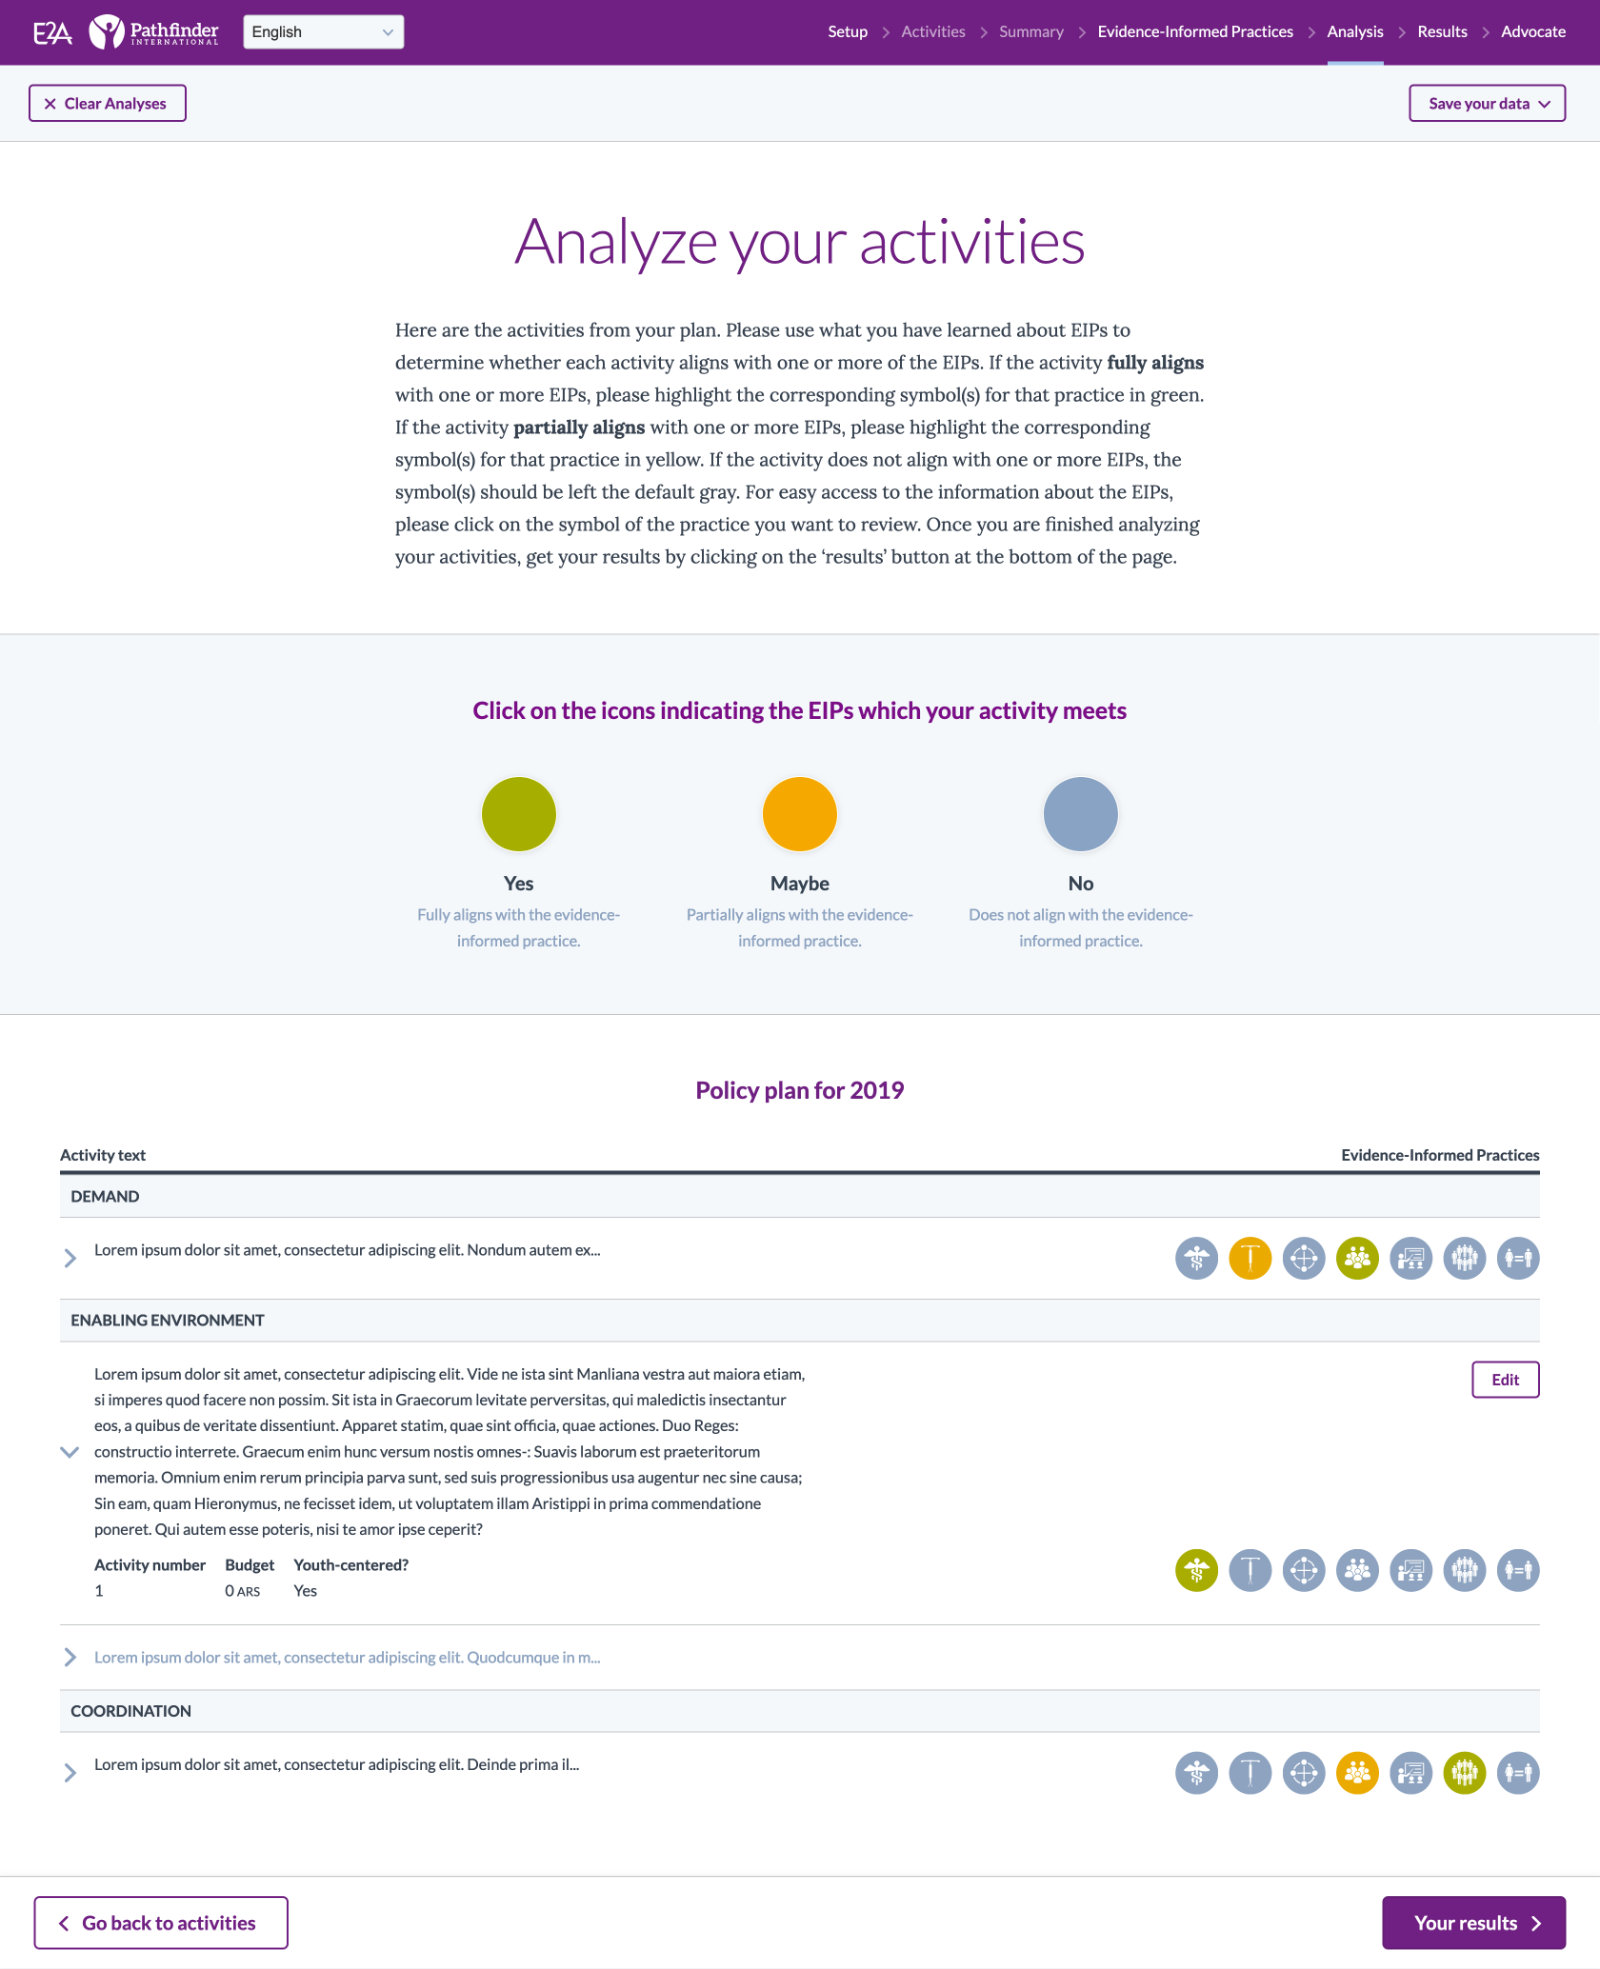 E2A Pathfinder INTERNATIONAL English Setup Activities Summary Evidence-Informed Practices Analysis Results Advocate
Clear Analyses Save your data
Analyze your activities
Here are the activities from your plan. Please use what you have learned about EIPs to
determine whether each activity aligns with one or more of the EIPs. If the activity fully aligns
with one or more EIPs, please highlight the corresponding symbol(s) for that practice in green.
If the activity partially aligns with one or more EIPs, please highlight the corresponding
symbol(s) for that practice in yellow. If the activity does not align with one or more EIPs, the
symbol(s) should be left the default gray. For easy access to the information about the EIPs,
please click on the symbol of the practice you want to review. Once you are finished analyzing
your activities, get your results by clicking on the ‘results’ button at the bottom of the page.
Click on the icons indicating the EIPs which your activity meets
Yes
Fully aligns with the evidence-
informed practice.
Maybe
Partially aligns with the evidence-
informed practice.
No
Does not align with the evidence-
informed practice.
Policy plan for 2019
Activity text Evidence-Informed Practices
DEMAND
Lorem ipsum dolor sit amet, consectetur adipiscing elit. Nondum autem ex...
ENABLING ENVIRONMENT
Lorem ipsum dolor sit amet, consectetur adipiscing elit. Vide ne ista sint Manliana vestra aut maiora etiam,
si imperes quod facere non possim. Sit ista in Graecorum levitate perversitas, qui maledictis insectantur
eos, a quibus de veritate dissentiunt. Apparet statim, quae sint officia, quae actiones. Duo Reges:
constructio interrete. Graecum enim hunc versum nostis omnes-: Suavis laborum est praeteritorum
memoria. Omnium enim rerum principia parva sunt, sed suis progressionibus usa augentur nec sine causa;
Sin eam, quam Hieronymus, ne fecisset idem, ut voluptatem illam Aristippi in prima commendatione
poneret. Qui autem esse poteris, nisi te amor ipse ceperit?
Edit
Activity number Budget Youth-centered?
1 0 ARS Yes
Lorem ipsum dolor sit amet, consectetur adipiscing elit. Quodcumque in m...
COORDINATION
Lorem ipsum dolor sit amet, consectetur adipiscing elit. Deinde prima il...
Go back to activities Your results